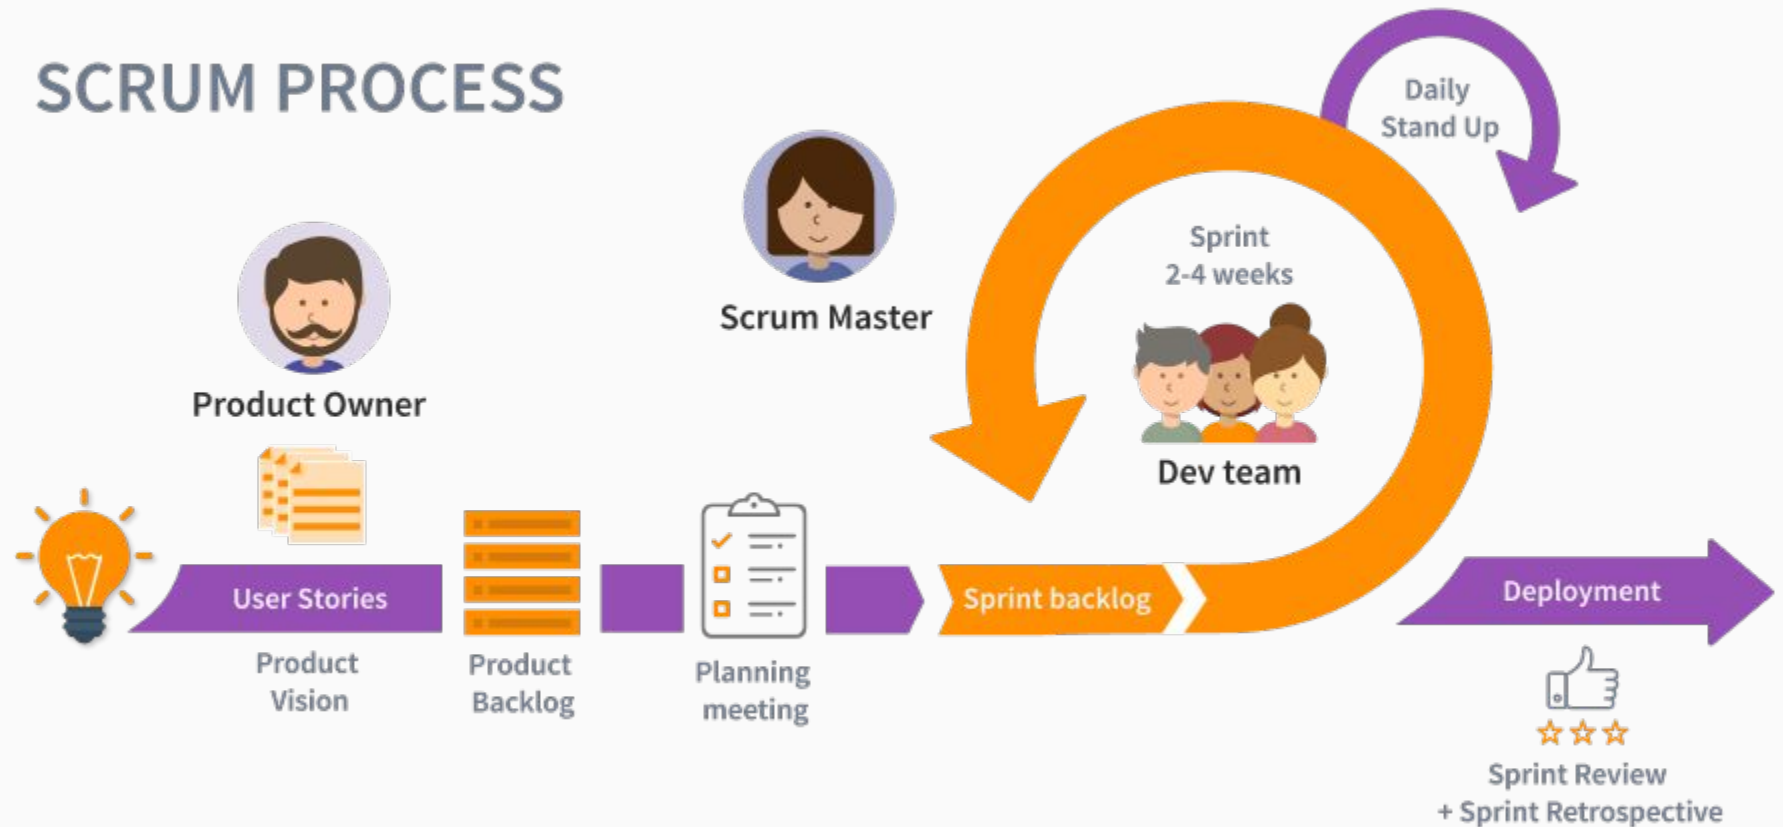 SCRUM PROCESS
Daily
Stand Up
Sprint
2-4 weeks
Scrum Master
Product Owner
Dev team
User Stories
Sprint backlog
Deployment
Product
Vision
Product
Backlog
Planning
meeting
Sprint Review
+ Sprint Retrospective